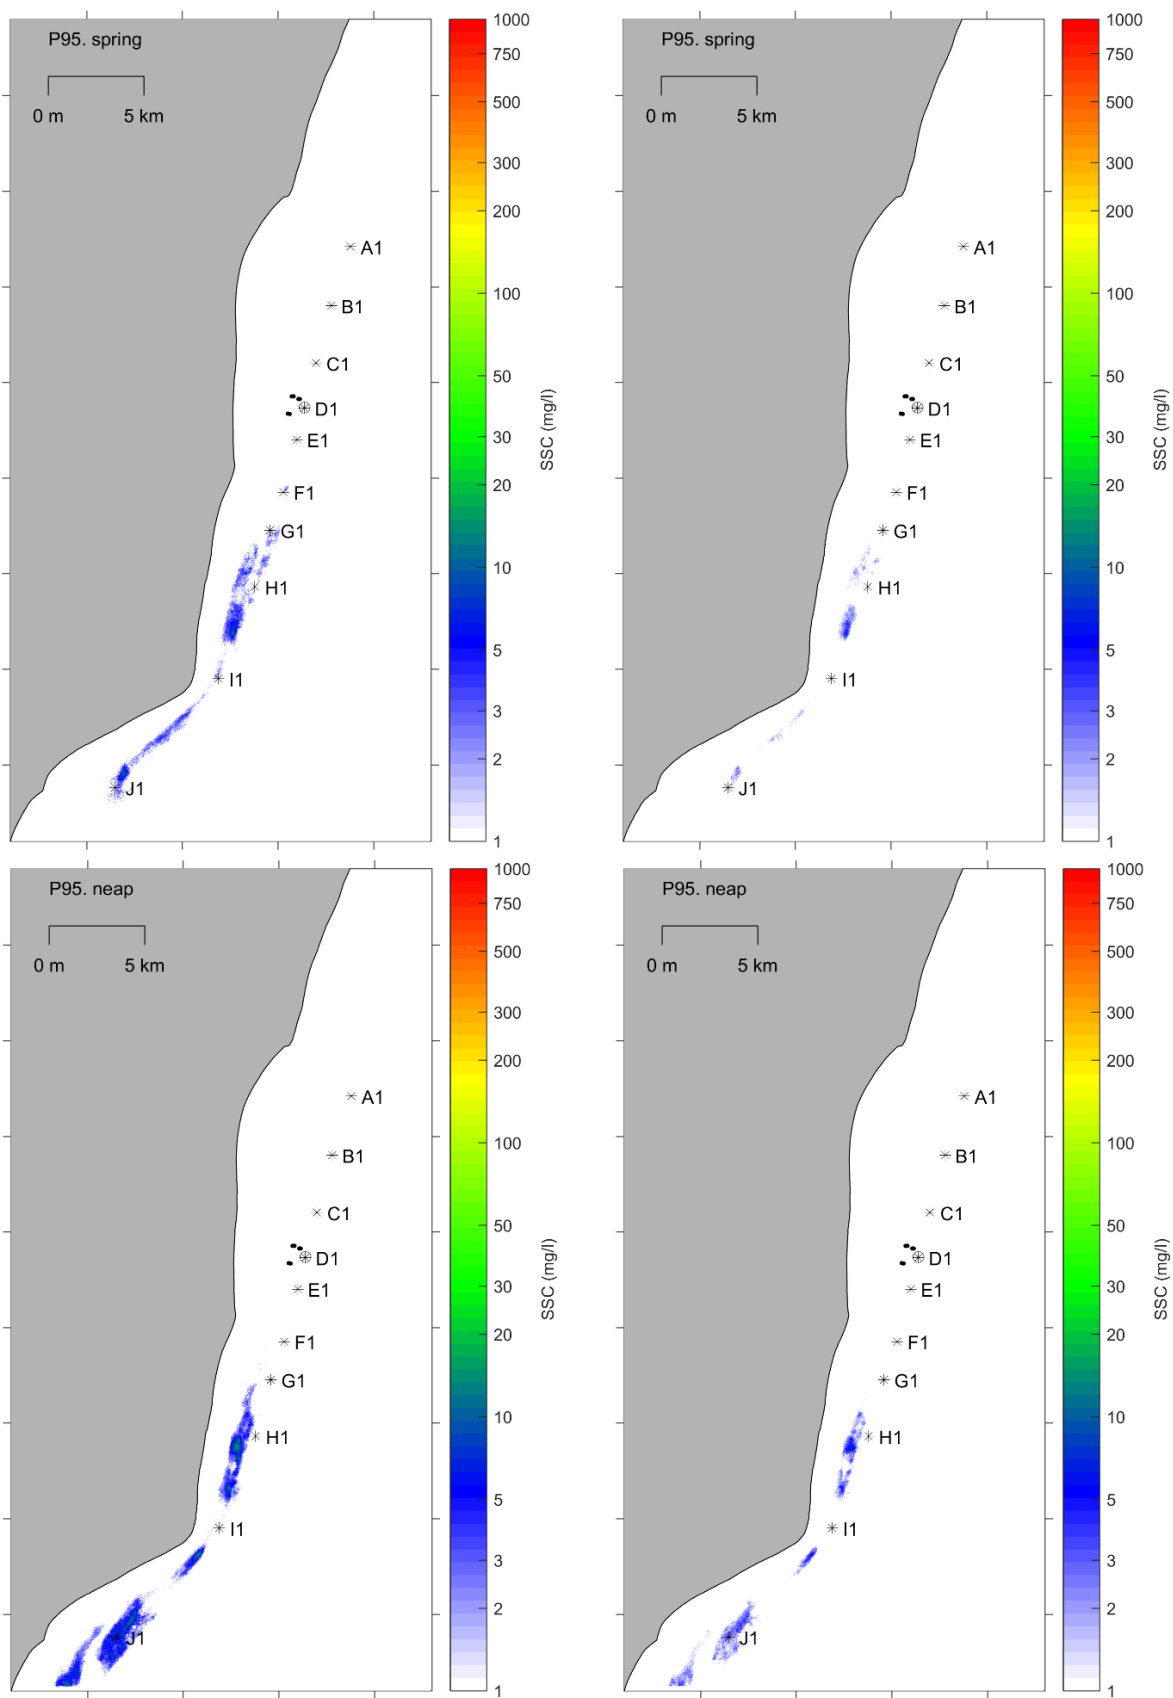 P95. spring
0 m 5 km
A1
B1
C1
D1
E1
F1
G1
H1
I1
J1
1000
750
500
300
200
100
50
30
20
10
5
3
2
1
SSC (mg/l)
P95. spring
0 m 5 km
A1
B1
C1
D1
E1
F1
G1
H1
I1
J1
1000
750
500
300
200
100
50
30
20
10
5
3
2
1
SSC (mg/l)
P95. neap
0 m 5 km
A1
B1
C1
D1
E1
F1
G1
H1
I1
J1
1000
750
500
300
200
100
50
30
20
10
5
3
2
1
SSC (mg/l)
P95. neap
0 m 5 km
A1
B1
C1
D1
E1
F1
G1
H1
I1
J1
1000
750
500
300
200
100
50
30
20
10
5
3
2
1
SSC (mg/l)